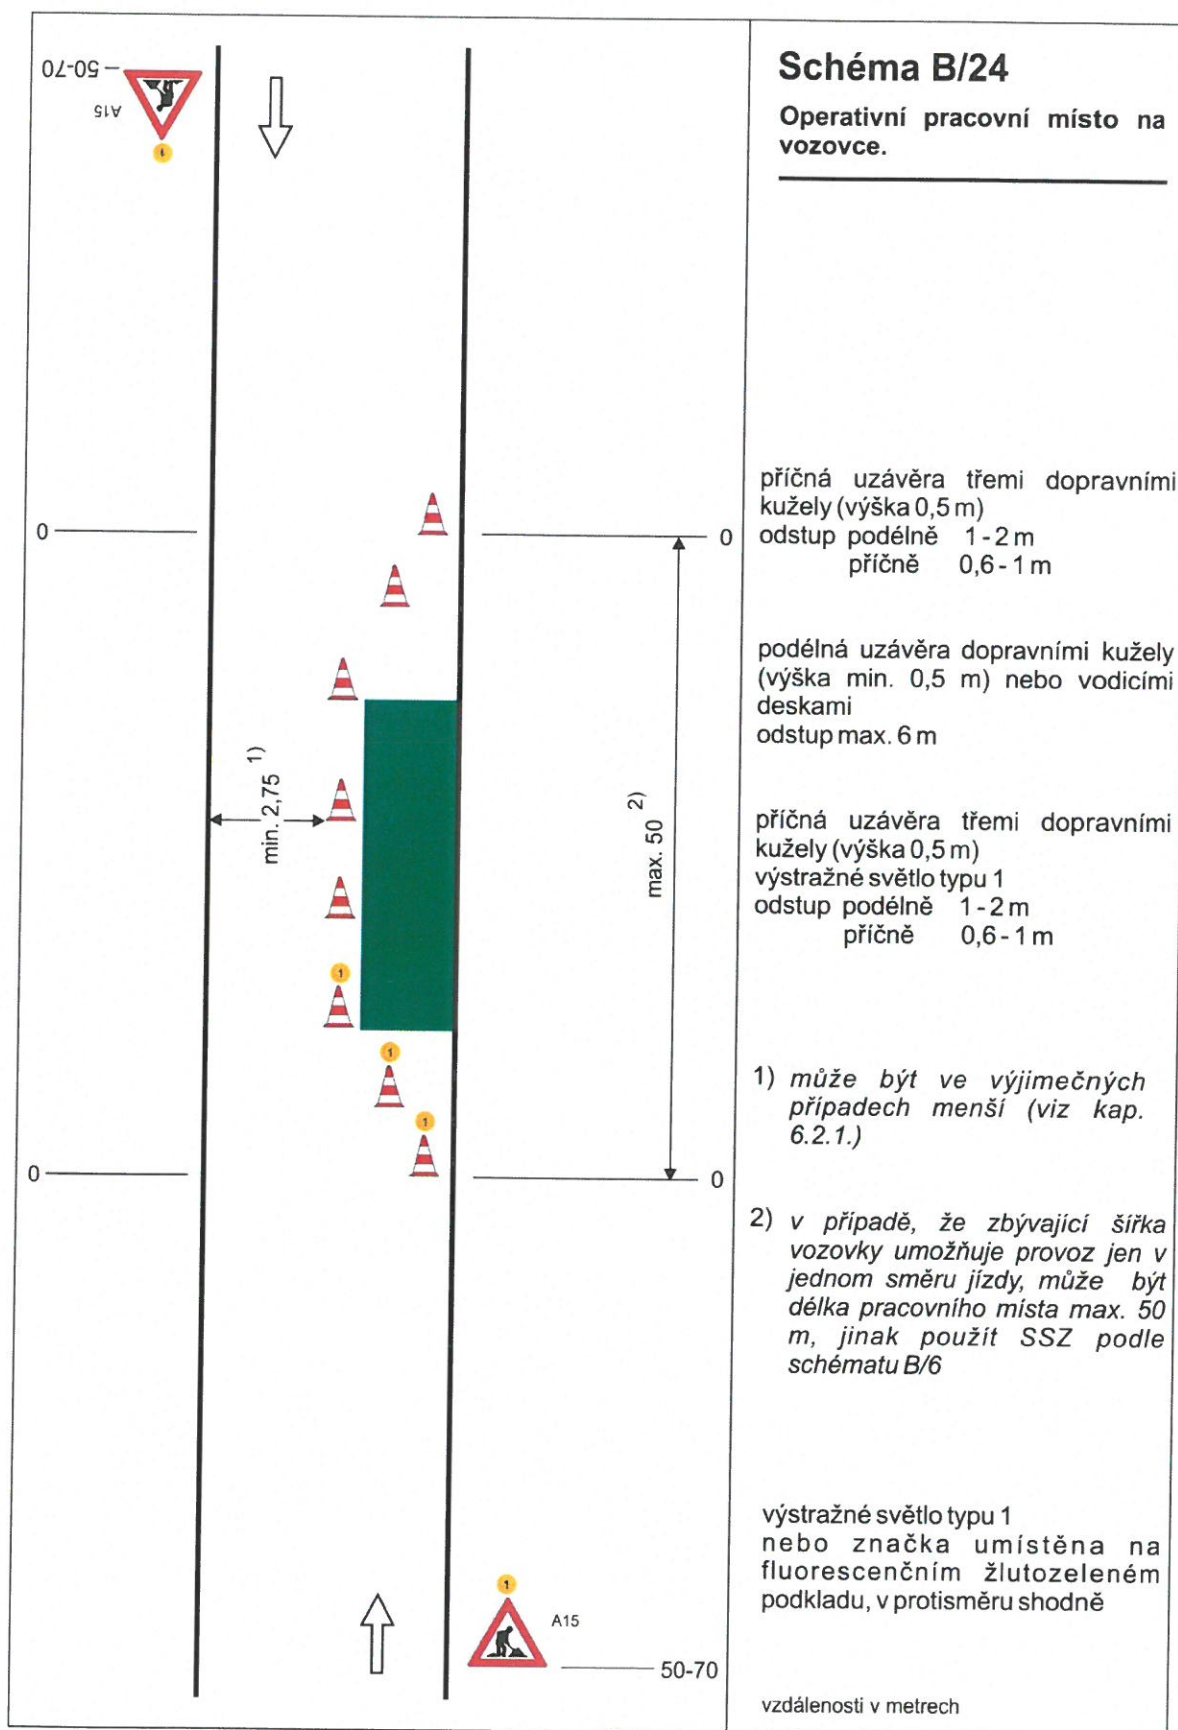 50-70
A15
1
0
0
min. 2,75 1)
max. 50 2)
1
1
1
0
0
1
A15
50-70
Schéma B/24
Operativní pracovní místo na
vozovce.
příčná uzávěra třemi dopravními
kužely (výška 0,5 m)
odstup podélně 1 - 2 m
příčně 0,6 - 1 m
podélná uzávěra dopravními kužely
(výška min. 0,5 m) nebo vodicími
deskami
odstup max. 6 m
příčná uzávěra třemi dopravními
kužely (výška 0,5 m)
výstražné světlo typu 1
odstup podélně 1 - 2 m
příčně 0,6 - 1 m
1) může být ve výjimečných
případech menší (viz kap.
6.2.1.)
2) v případě, že zbývající šířka
vozovky umožňuje provoz jen v
jednom směru jízdy, může být
délka pracovního místa max. 50
m, jinak použít SSZ podle
schématu B/6
výstražné světlo typu 1
nebo značka umístěna na
fluorescenčním žlutozeleném
podkladu, v protisměru shodně
vzdálenosti v metrech